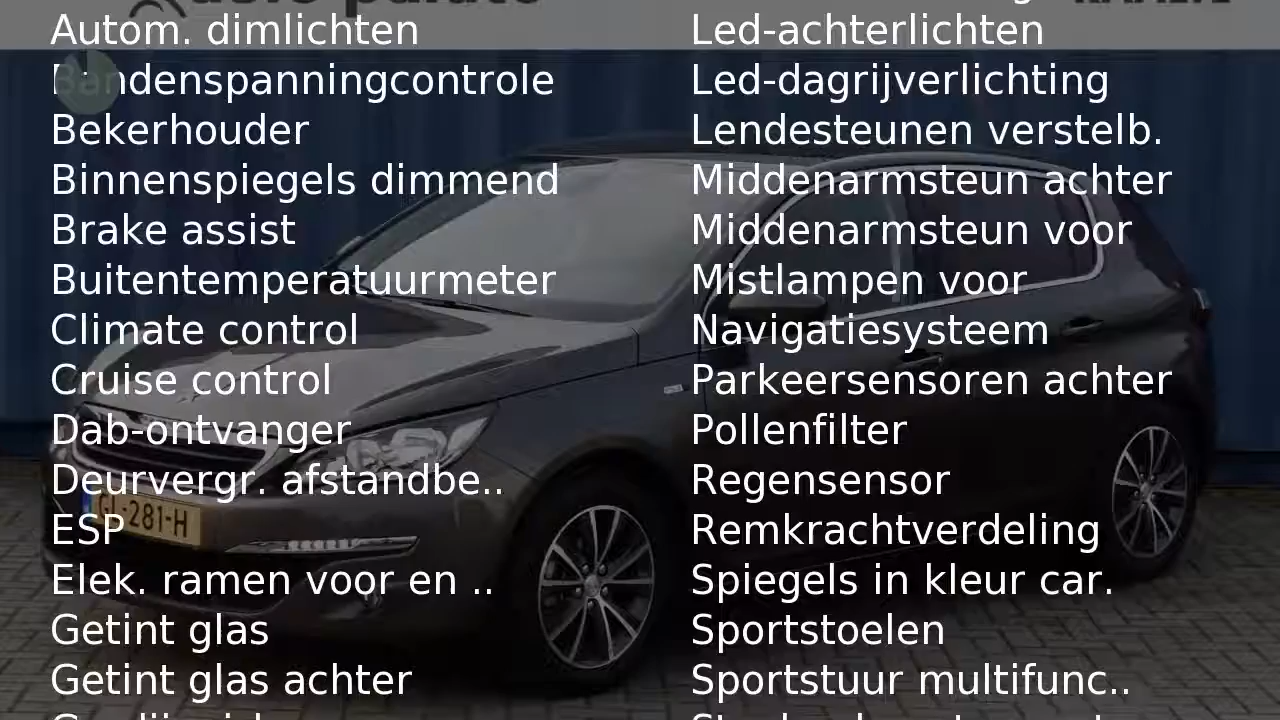 Autom. dimlichten
Bandenspanningcontrole
Bekerhouder
Binnenspiegels dimmend
Brake assist
Buitentemperatuurmeter
Climate control
Cruise control
Dab-ontvanger
Deurvergr. afstandbe..
ESP
Elek. ramen voor en ..
Getint glas
Getint glas achter
Led-achterlichten
Led-dagrijverlichting
Lendesteunen verstelb.
Middenarmsteun achter
Middenarmsteun voor
Mistlampen voor
Navigatiesysteem
Parkeersensoren achter
Pollenfilter
Regensensor
Remkrachtverdeling
Spiegels in kleur car.
Sportstoelen
Sportstuur multifunc..